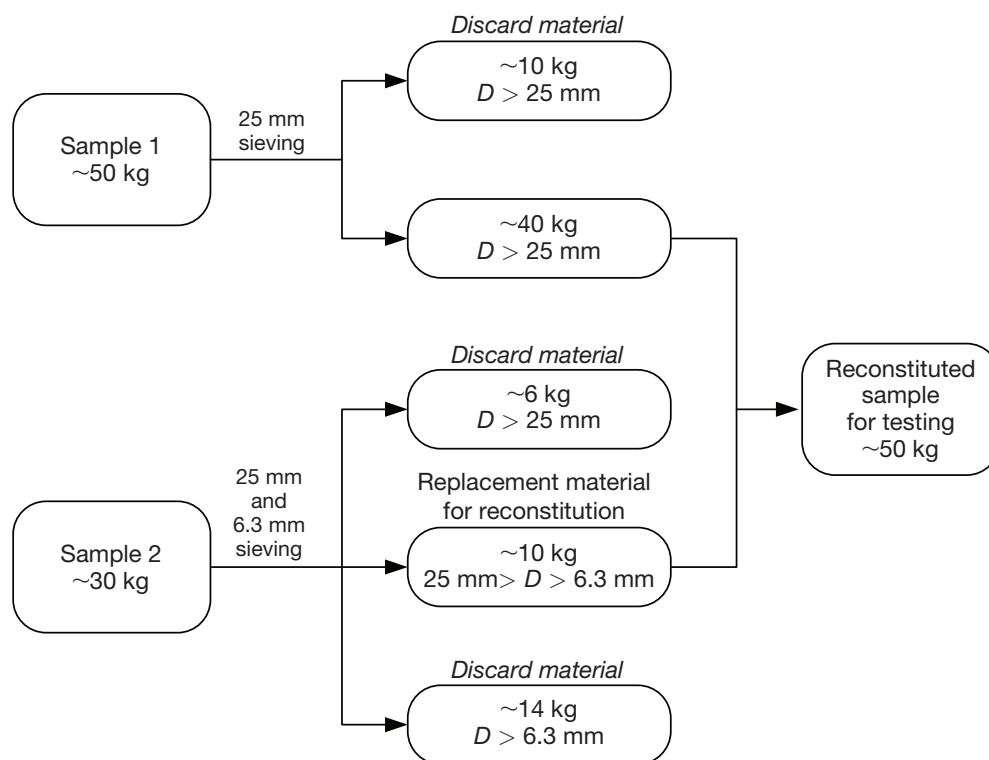 Discard material
~10 kg
D > 25 mm
Sample 1
~50 kg
25 mm
sieving
~40 kg
D > 25 mm
Discard material
~6 kg
D > 25 mm
Reconstituted
sample
for testing
~50 kg
Sample 2
~30 kg
25 mm
and
6.3 mm
sieving
Replacement material
for reconstitution
~10 kg
25 mm> D > 6.3 mm
Discard material
~14 kg
D > 6.3 mm